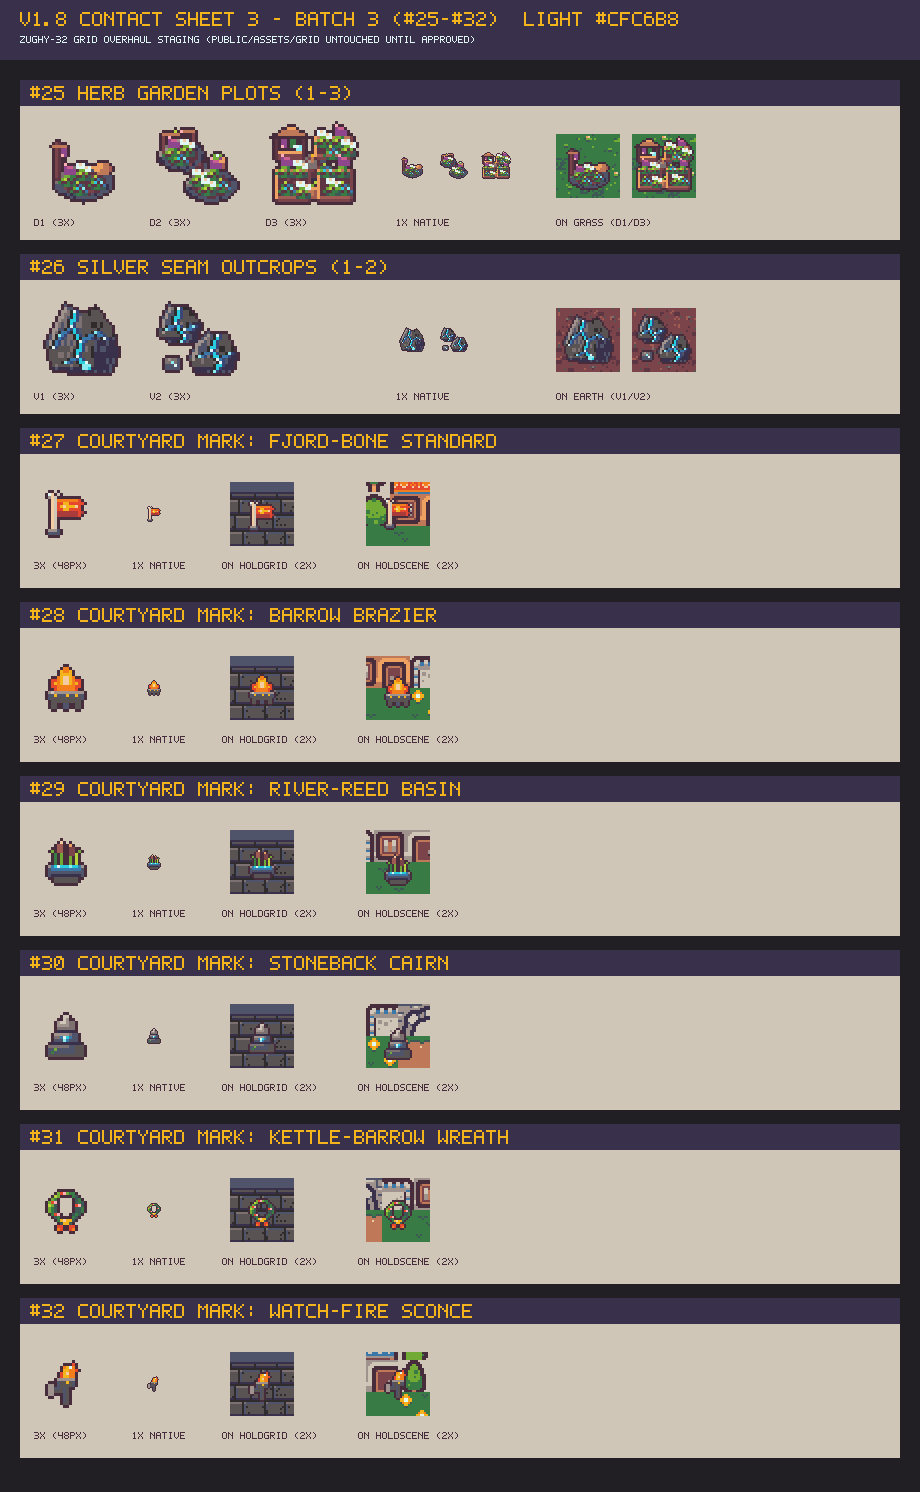 V1.8 CONTACT SHEET 3 - BATCH 3 (#25-#32)  LIGHT #CFC6B8
ZUGHY-32 GRID OVERHAUL STAGING (PUBLIC/ASSETS/GRID UNTOUCHED UNTIL APPROVED)
#25 HERB GARDEN PLOTS (1-3)
D1 (3X) D2 (3X) D3 (3X) 1X NATIVE ON GRASS (D1/D3)
#26 SILVER SEAM OUTCROPS (1-2)
V1 (3X) V2 (3X) 1X NATIVE ON EARTH (V1/V2)
#27 COURTYARD MARK: FJORD-BONE STANDARD
3X (48PX) 1X NATIVE ON HOLDGRID (2X) ON HOLDSCENE (2X)
#28 COURTYARD MARK: BARROW BRAZIER
3X (48PX) 1X NATIVE ON HOLDGRID (2X) ON HOLDSCENE (2X)
#29 COURTYARD MARK: RIVER-REED BASIN
3X (48PX) 1X NATIVE ON HOLDGRID (2X) ON HOLDSCENE (2X)
#30 COURTYARD MARK: STONEBACK CAIRN
3X (48PX) 1X NATIVE ON HOLDGRID (2X) ON HOLDSCENE (2X)
#31 COURTYARD MARK: KETTLE-BARROW WREATH
3X (48PX) 1X NATIVE ON HOLDGRID (2X) ON HOLDSCENE (2X)
#32 COURTYARD MARK: WATCH-FIRE SCONCE
3X (48PX) 1X NATIVE ON HOLDGRID (2X) ON HOLDSCENE (2X)